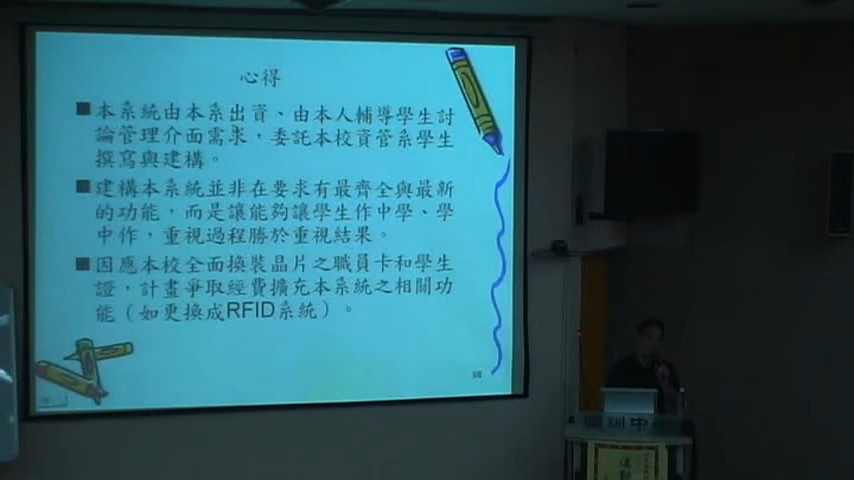 心得
■本系統由本系出資、由本人輔導學生討
論管理介面需求，委託本校資管系學生
撰寫與建構。
■建構本系統並非在要求有最齊全與最新
的功能，而是讓能夠讓學生作中學、學
中作，重視過程勝於重視結果。
■因應本校全面換裝晶片之職員卡和學生
證，計畫爭取經費擴充本系統之相關功
能（如更換成RFID系統）。
訓中